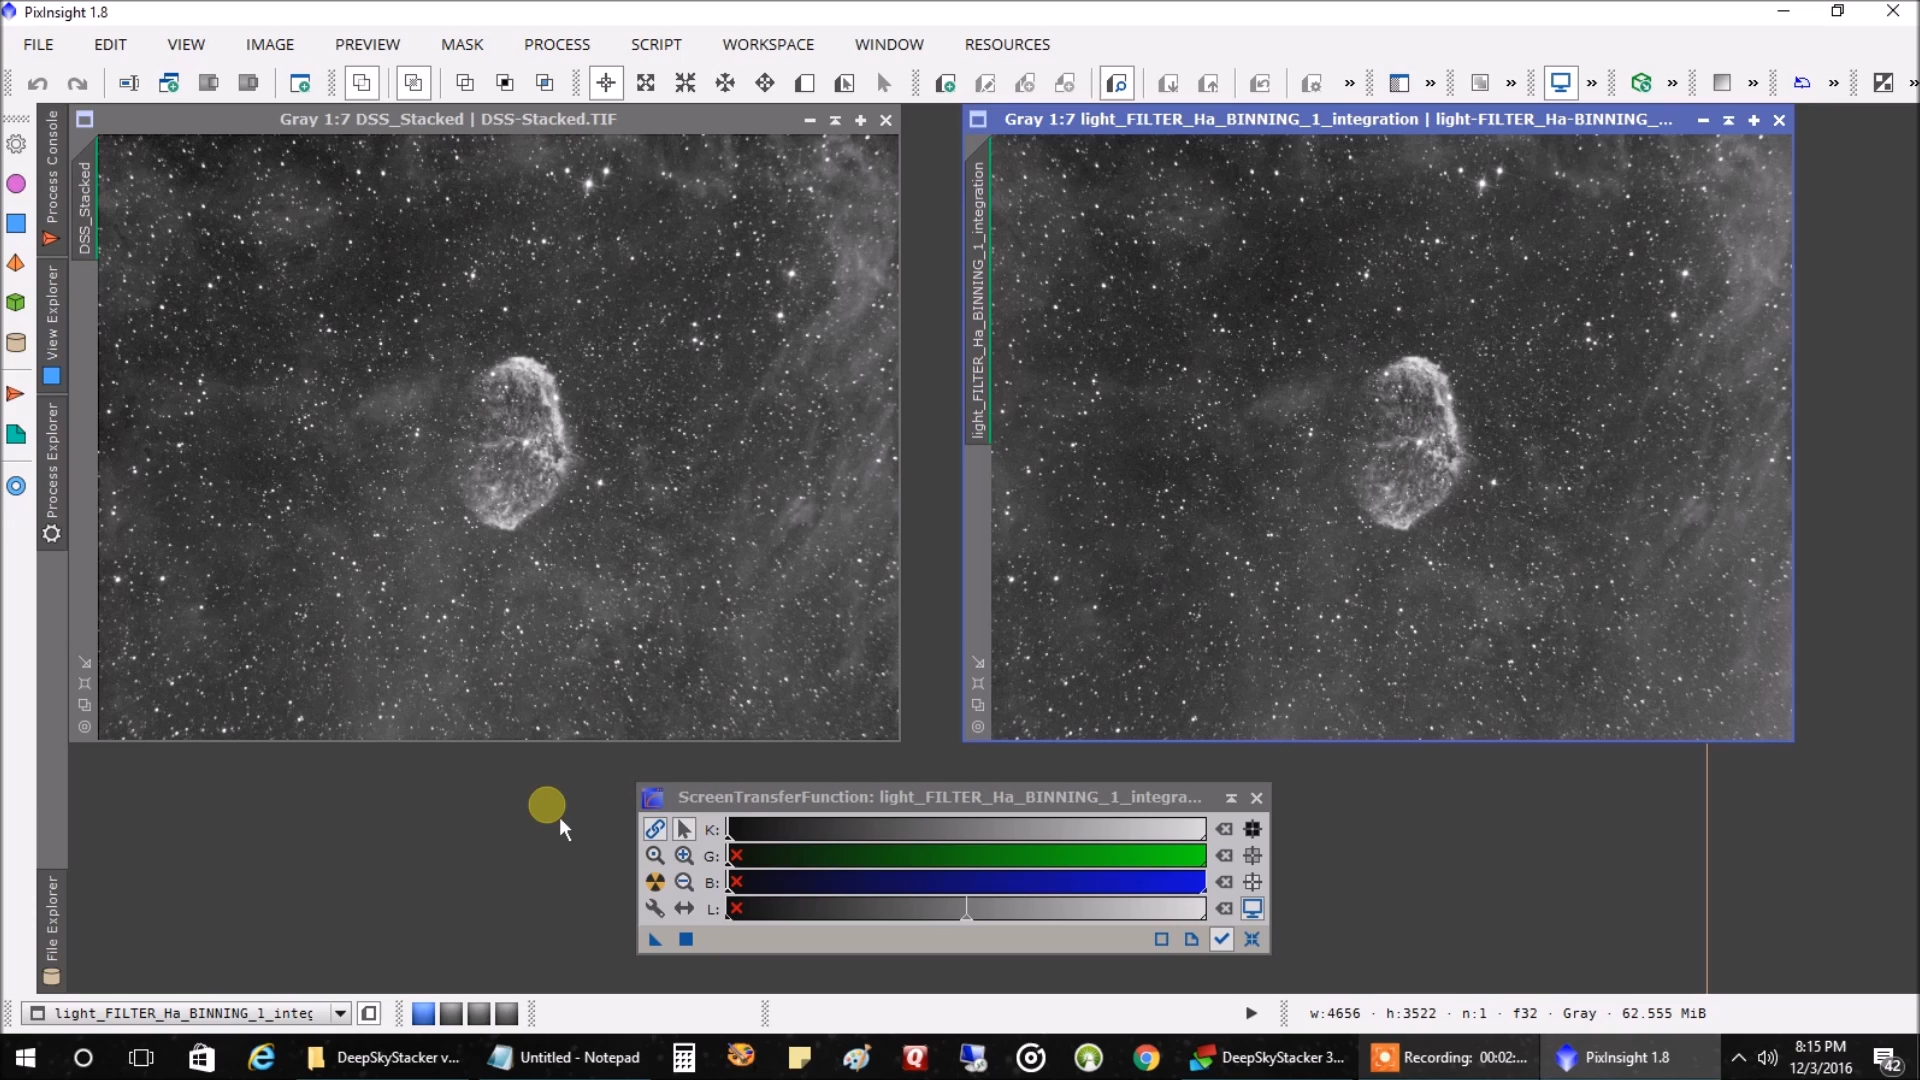 PixInsight 1.8
FILE EDIT VIEW IMAGE PREVIEW MASK PROCESS SCRIPT WORKSPACE WINDOW RESOURCES
Process Console
View Explorer
Process Explorer
File Explorer
Gray 1:7 DSS_Stacked | DSS-Stacked.TIF
DSS_Stacked
Gray 1:7 light_FILTER_Ha_BINNING_1_integration | light-FILTER_Ha-BINNING_...
light_FILTER_Ha_BINNING_1_integration
ScreenTransferFunction: light_FILTER_Ha_BINNING_1_integra...
K:
G:
B:
L:
light_FILTER_Ha_BINNING_1_integ
w:4656 · h:3522 · n:1 · f32 · Gray · 62.555 MiB
DeepSkyStacker v...
Untitled - Notepad
DeepSkyStacker 3...
Recording: 00:02:...
PixInsight 1.8
8:15 PM
12/3/2016
42